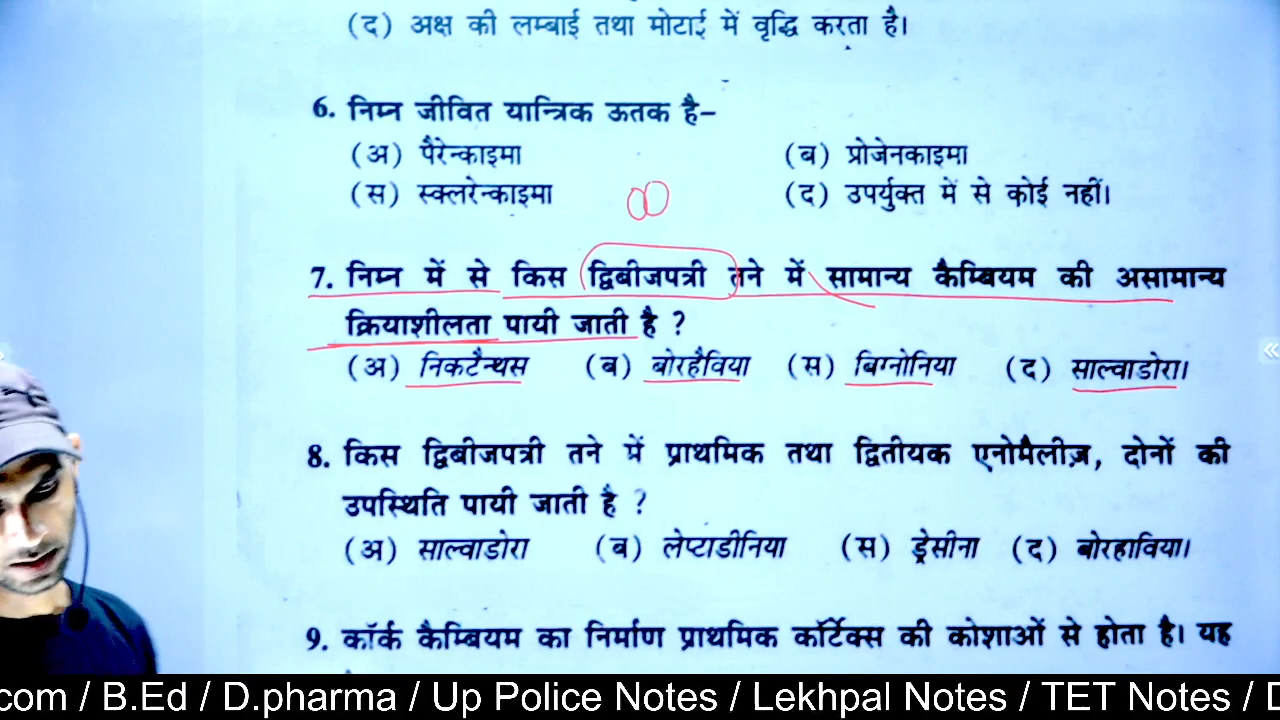 (द) अक्ष की लम्बाई तथा मोटाई में वृद्धि करता है।
6. निम्न जीवित यान्त्रिक ऊतक है-
(अ) पैरेन्काइमा (ब) प्रोजेनकाइमा
(स) स्क्लरेन्काइमा (द) उपर्युक्त में से कोई नहीं।
7. निम्न में से किस द्विबीजपत्री तने में सामान्य कैम्बियम की असामान्य
क्रियाशीलता पायी जाती है ?
(अ) निकटैन्थस (ब) बोरहैविया (स) बिग्नोनिया (द) साल्वाडोरा।
8. किस द्विबीजपत्री तने में प्राथमिक तथा द्वितीयक एनोमैलीज़, दोनों की
उपस्थिति पायी जाती है ?
(अ) साल्वाडोरा (ब) लेप्टाडीनिया (स) ड्रेसीना (द) बोरहाविया।
9. कॉर्क कैम्बियम का निर्माण प्राथमिक कॉर्टेक्स की कोशाओं से होता है। यह
.com / B.Ed / D.pharma / Up Police Notes / Lekhpal Notes / TET Notes /